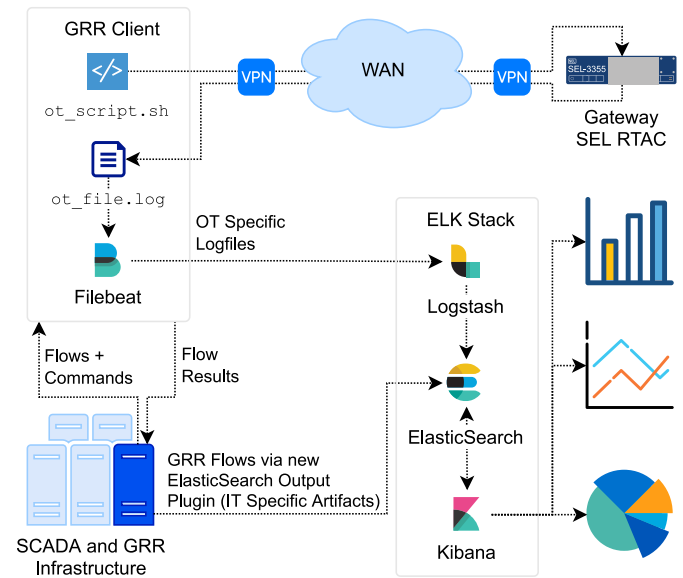 GRR Client
</>
ot_script.sh
VPN
WAN
VPN
SEL-3355
Gateway
SEL RTAC
ot_file.log
Filebeat
OT Specific
Logfiles
ELK Stack
Logstash
ElasticSearch
Kibana
Flows +
Commands
Flow
Results
GRR Flows via new
ElasticSearch Output
Plugin (IT Specific Artifacts)
SCADA and GRR
Infrastructure